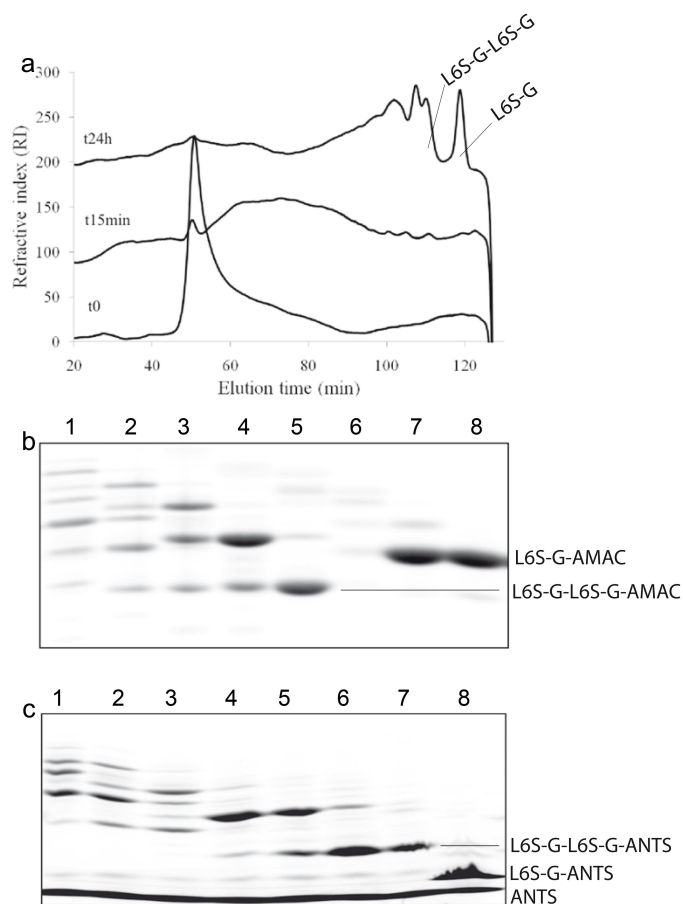 a
300
250
200
150
100
50
0
Refractive index (RI)
t24h
t15min
t0
L6S-G-L6S-G
L6S-G
20 40 60 80 100 120
Elution time (min)
b
1 2 3 4 5 6 7 8
L6S-G-AMAC
L6S-G-L6S-G-AMAC
c
1 2 3 4 5 6 7 8
L6S-G-L6S-G-ANTS
L6S-G-ANTS
ANTS